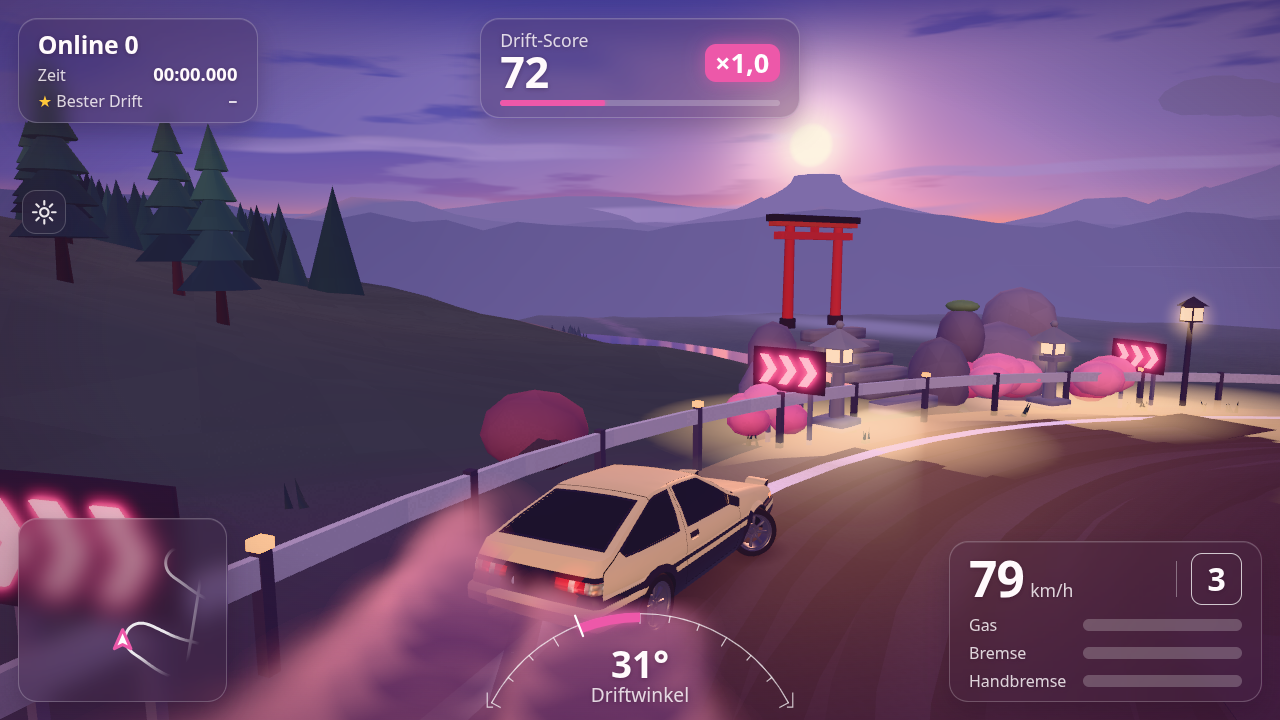 Online 0
Zeit 00:00.000
★ Bester Drift –
Drift-Score
72
×1,0
31°
Driftwinkel
79 km/h 3
Gas
Bremse
Handbremse